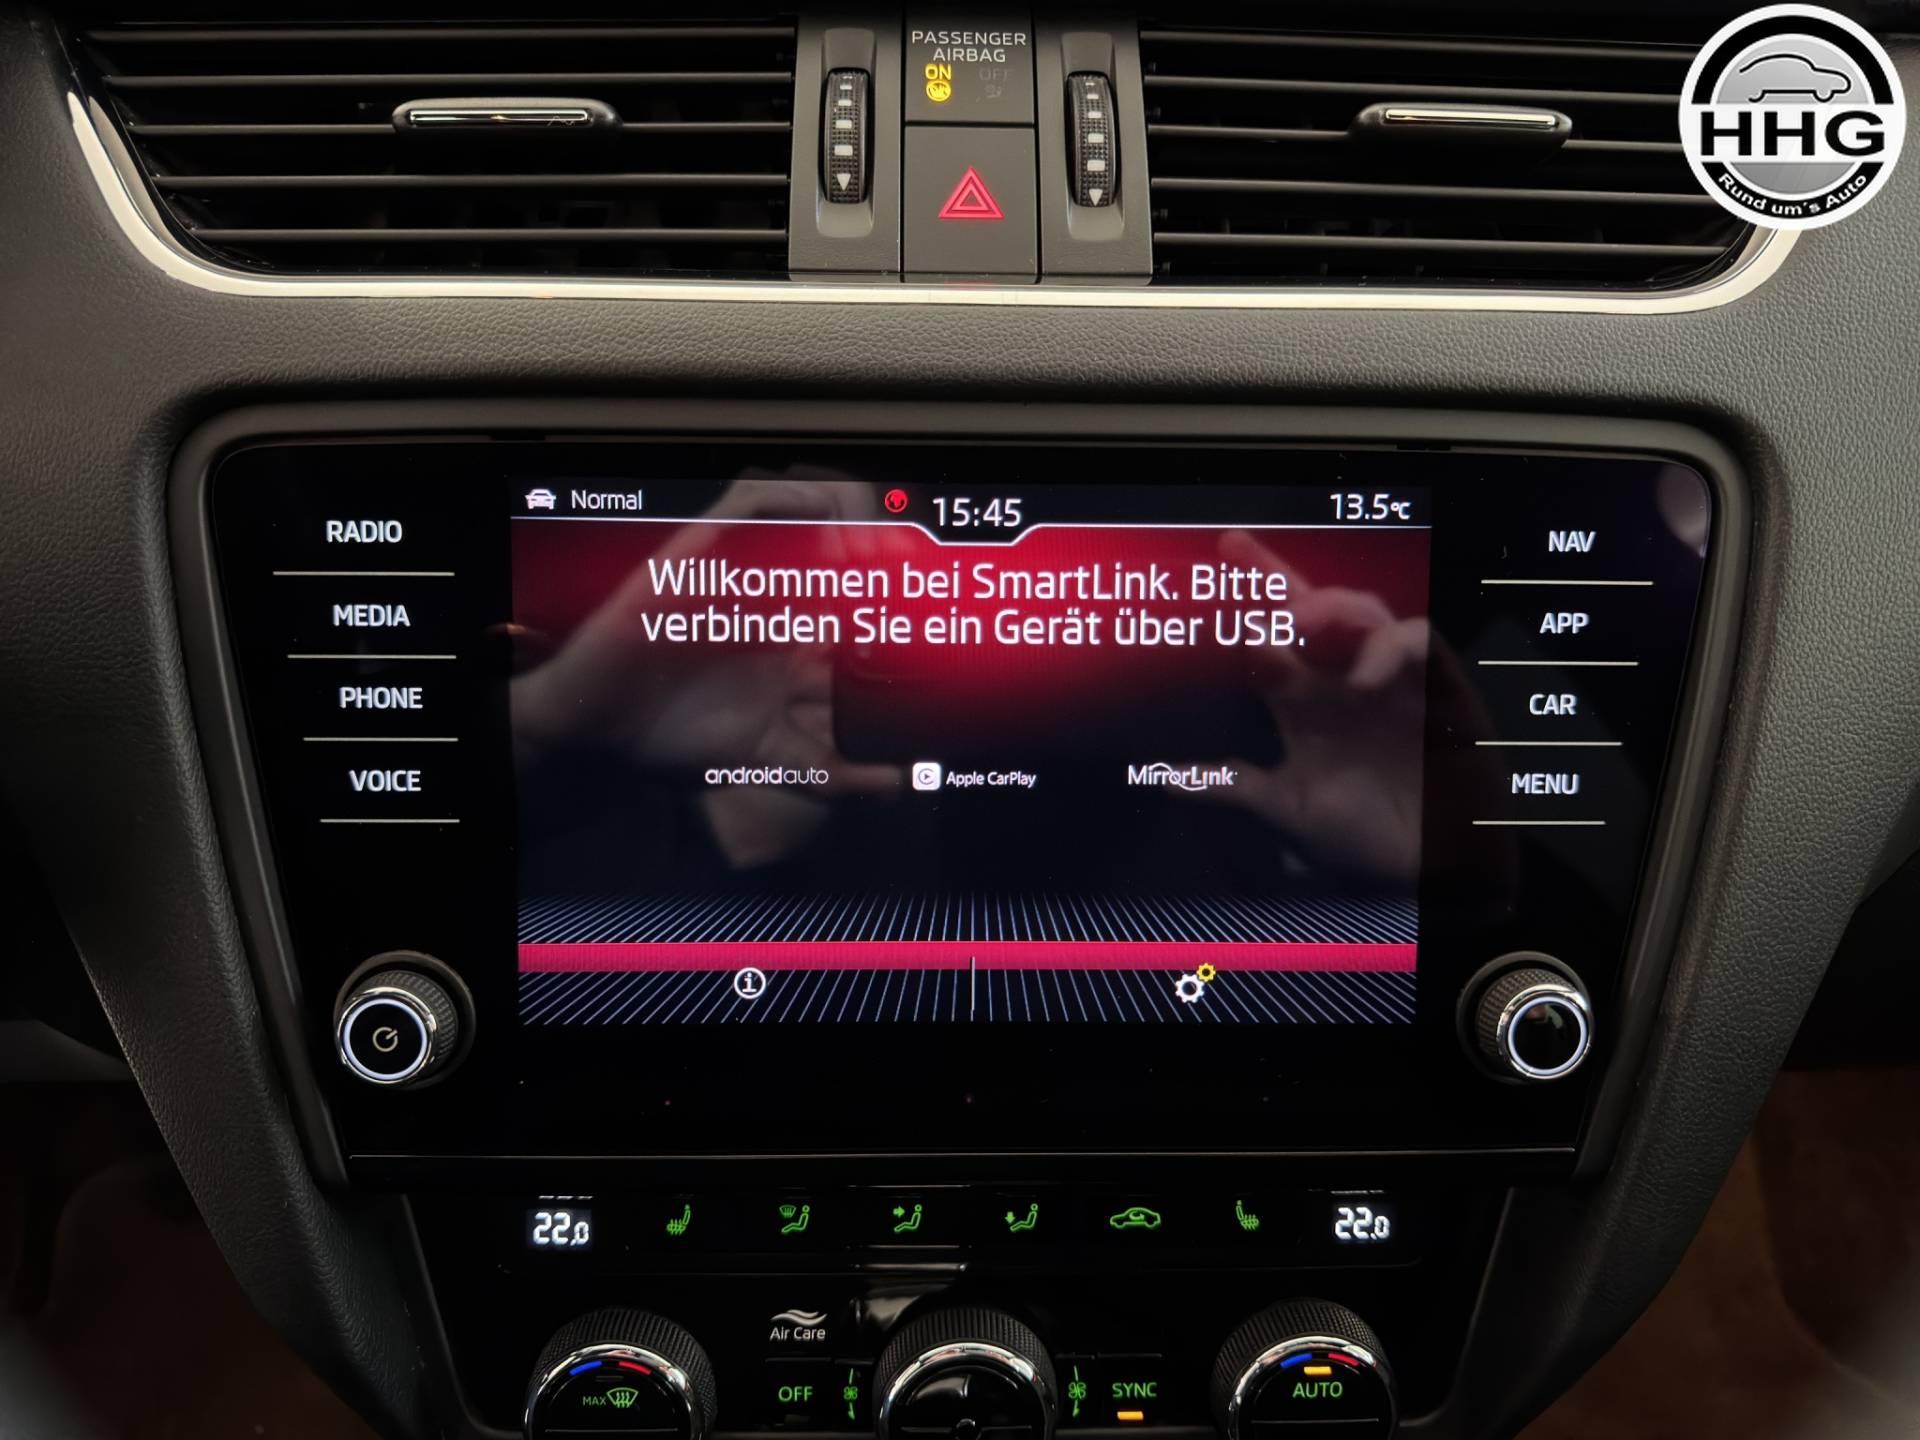 PASSENGER
AIRBAG
ON OFF
HHG
Rund um's Auto
Normal
15:45
13.5°C
RADIO
MEDIA
PHONE
VOICE
Willkommen bei SmartLink. Bitte
verbinden Sie ein Gerät über USB.
androidauto
Apple CarPlay
MirrorLink
NAV
APP
CAR
MENU
22.0
22.0
Air Care
MAX
OFF
SYNC
AUTO